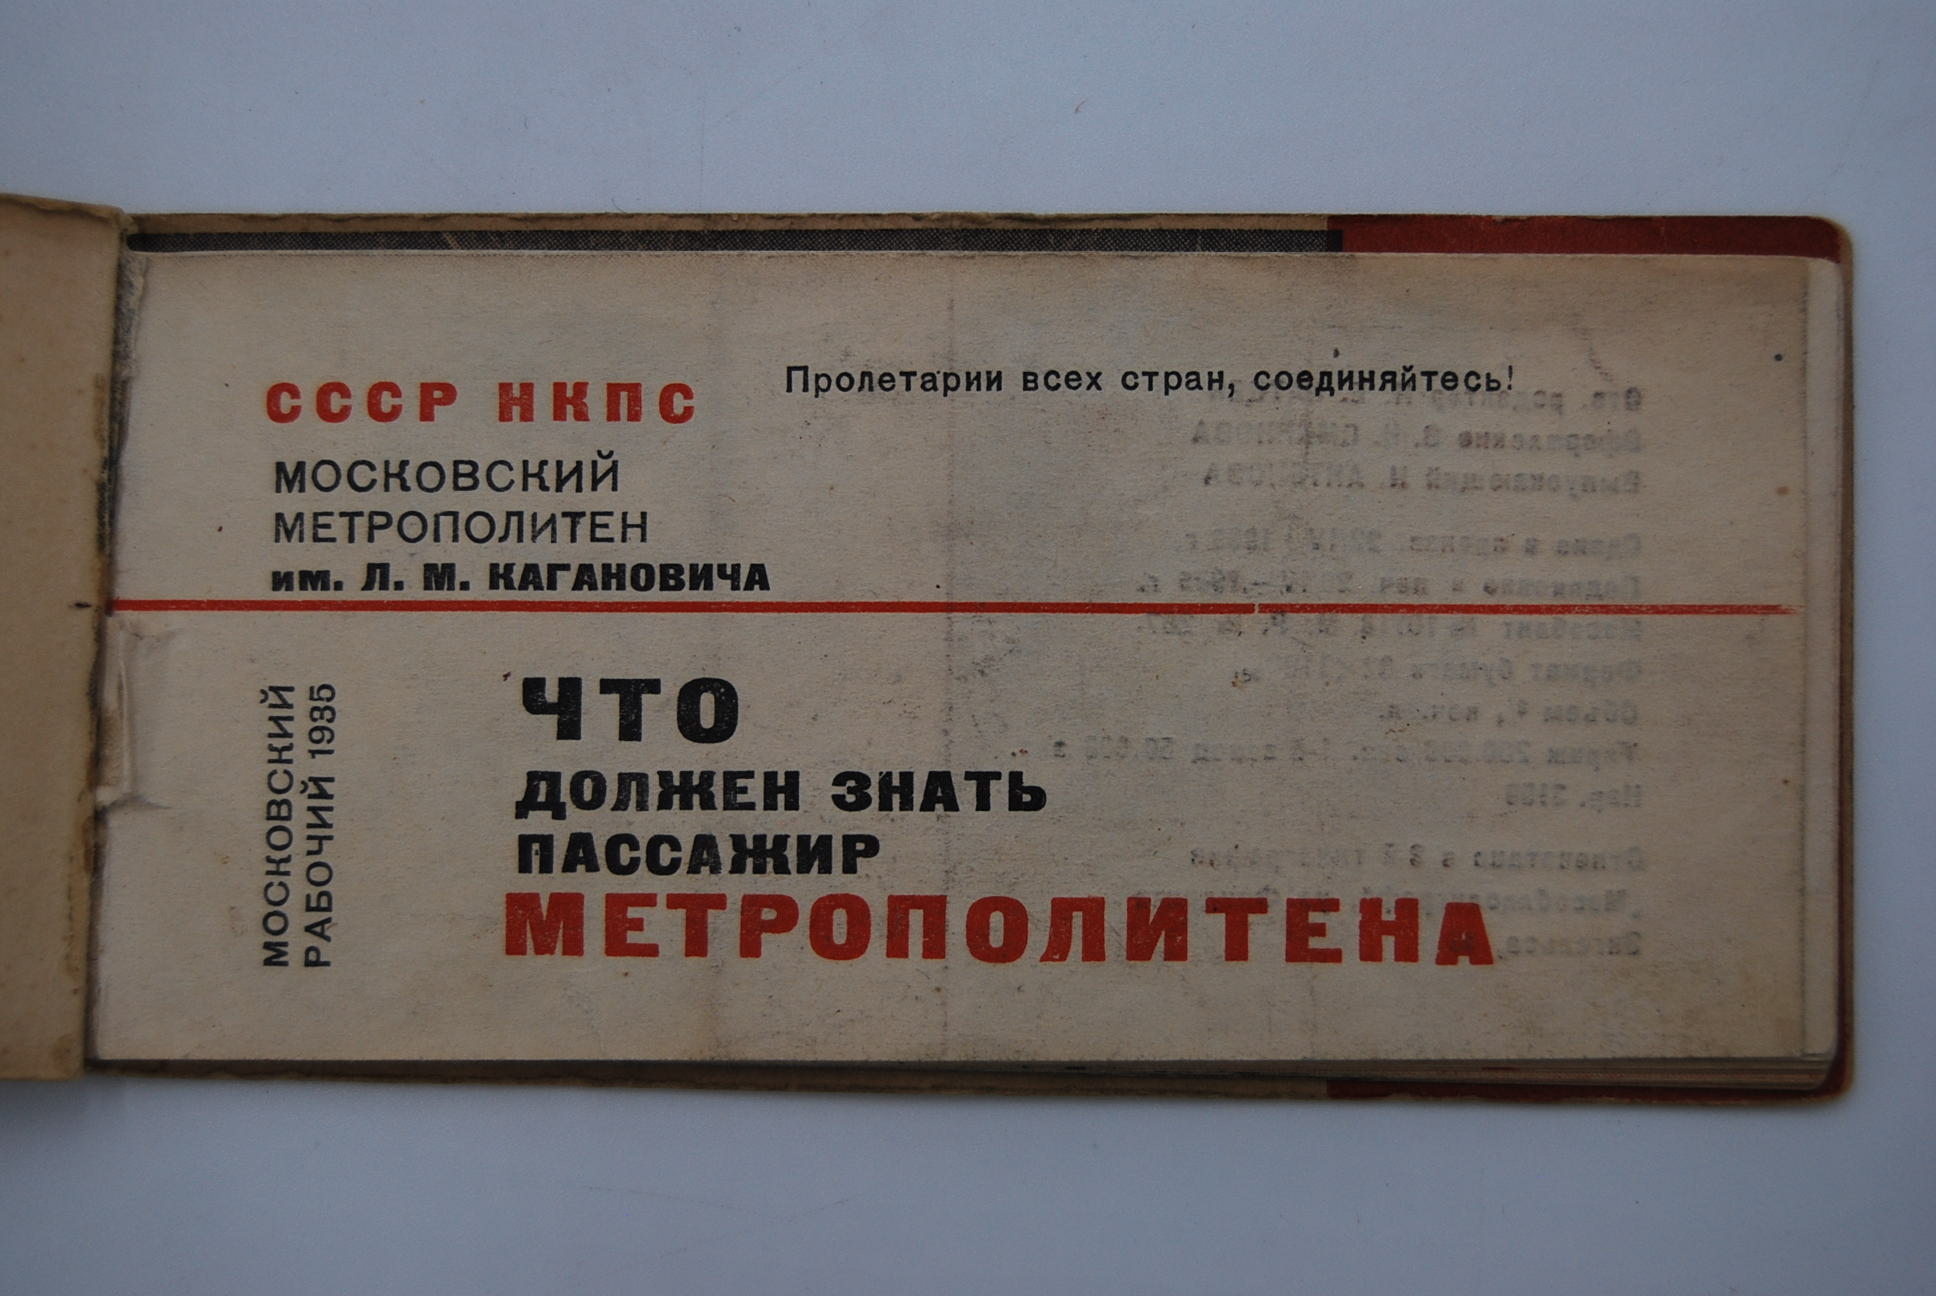 Пролетарии всех стран, соединяйтесь!
СССР НКПС
МОСКОВСКИЙ
МЕТРОПОЛИТЕН
им. Л. М. КАГАНОВИЧА
МОСКОВСКИЙ
РАБОЧИЙ 1935
ЧТО
ДОЛЖЕН ЗНАТЬ
ПАССАЖИР
МЕТРОПОЛИТЕНА